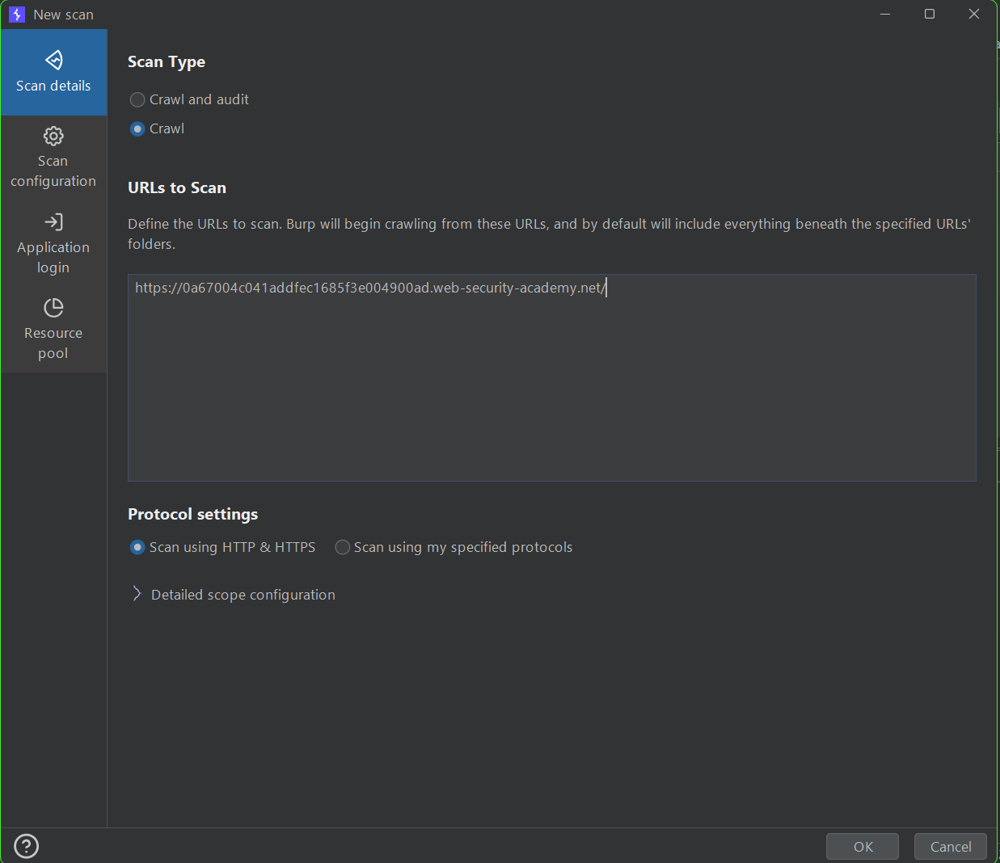 New scan
Scan details
Scan
configuration
Application
login
Resource
pool
Scan Type
Crawl and audit
Crawl
URLs to Scan
Define the URLs to scan. Burp will begin crawling from these URLs, and by default will include everything beneath the specified URLs'
folders.
https://0a67004c041addfec1685f3e004900ad.web-security-academy.net/
Protocol settings
Scan using HTTP & HTTPS
Scan using my specified protocols
Detailed scope configuration
?
OK
Cancel